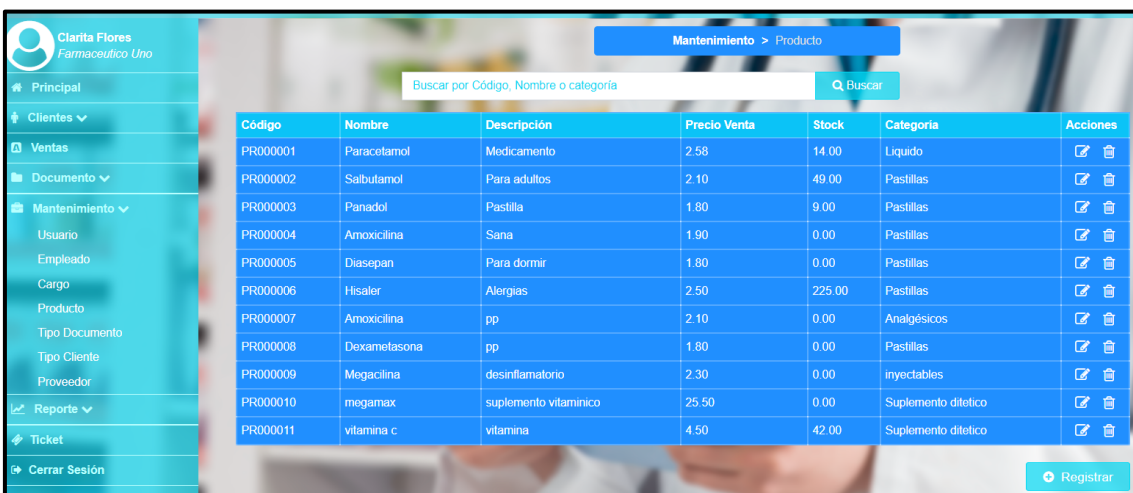 Clarita Flores
Farmaceutico Uno
Principal
Clientes
Ventas
Documento
Mantenimiento
Usuario
Empleado
Cargo
Producto
Tipo Documento
Tipo Cliente
Proveedor
Reporte
Ticket
Cerrar Sesión
Mantenimiento > Producto
Buscar por Código, Nombre o categoría Buscar
Código Nombre Descripción Precio Venta Stock Categoria Acciones
PR000001 Paracetamol Medicamento 2.58 14.00 Liquido
PR000002 Salbutamol Para adultos 2.10 49.00 Pastillas
PR000003 Panadol Pastilla 1.80 9.00 Pastillas
PR000004 Amoxicilina Sana 1.90 0.00 Pastillas
PR000005 Diasepan Para dormir 1.80 0.00 Pastillas
PR000006 Hisaler Alergias 2.50 225.00 Pastillas
PR000007 Amoxicilina pp 2.10 0.00 Analgésicos
PR000008 Dexametasona pp 1.80 0.00 Pastillas
PR000009 Megacilina desinflamatorio 2.30 0.00 inyectables
PR000010 megamax suplemento vitaminico 25.50 0.00 Suplemento ditetico
PR000011 vitamina c vitamina 4.50 42.00 Suplemento ditetico
Registrar